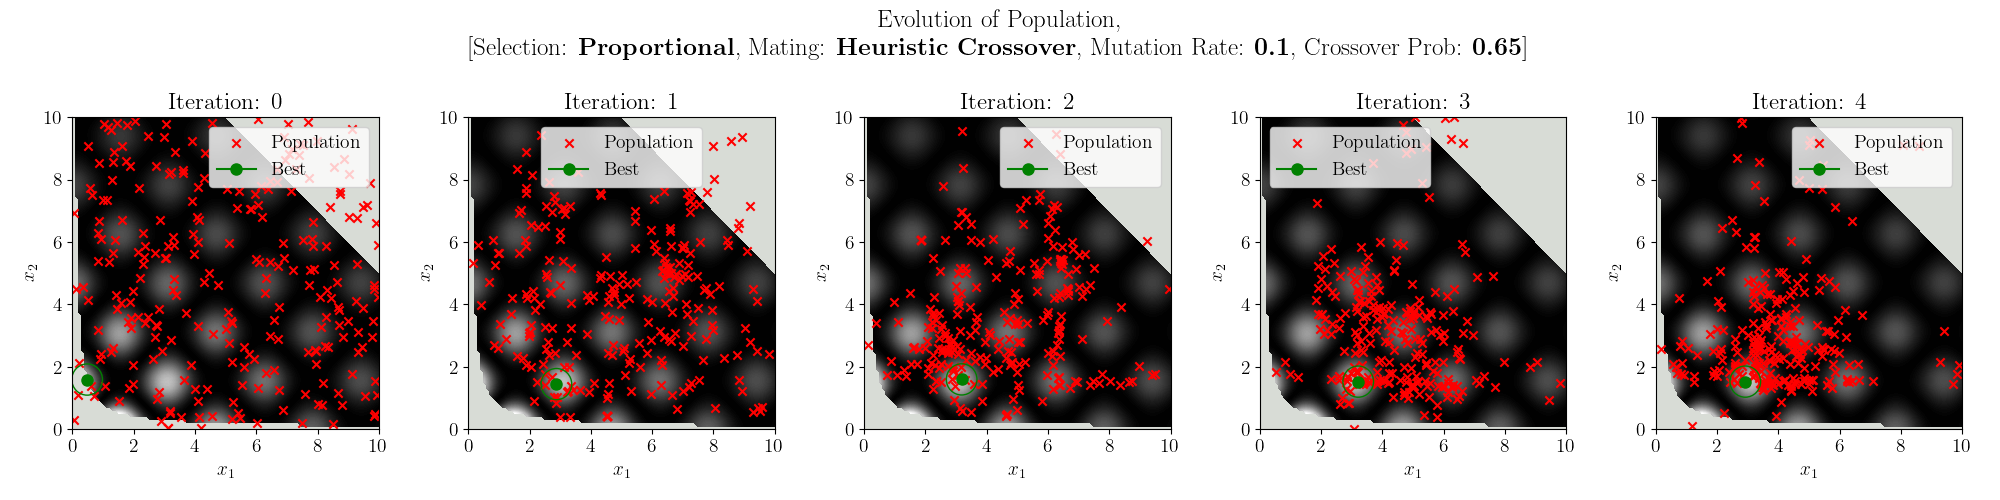 Evolution of Population,
[Selection: Proportional, Mating: Heuristic Crossover, Mutation Rate: 0.1, Crossover Prob: 0.65]
Iteration: 0
10
8
6
4
2
0
x2
0 2 4 6 8 10
x1
Population
Best
Iteration: 1
10
8
6
4
2
0
x2
0 2 4 6 8 10
x1
Population
Best
Iteration: 2
10
8
6
4
2
0
x2
0 2 4 6 8 10
x1
Population
Best
Iteration: 3
10
8
6
4
2
0
x2
0 2 4 6 8 10
x1
Population
Best
Iteration: 4
10
8
6
4
2
0
x2
0 2 4 6 8 10
x1
Population
Best